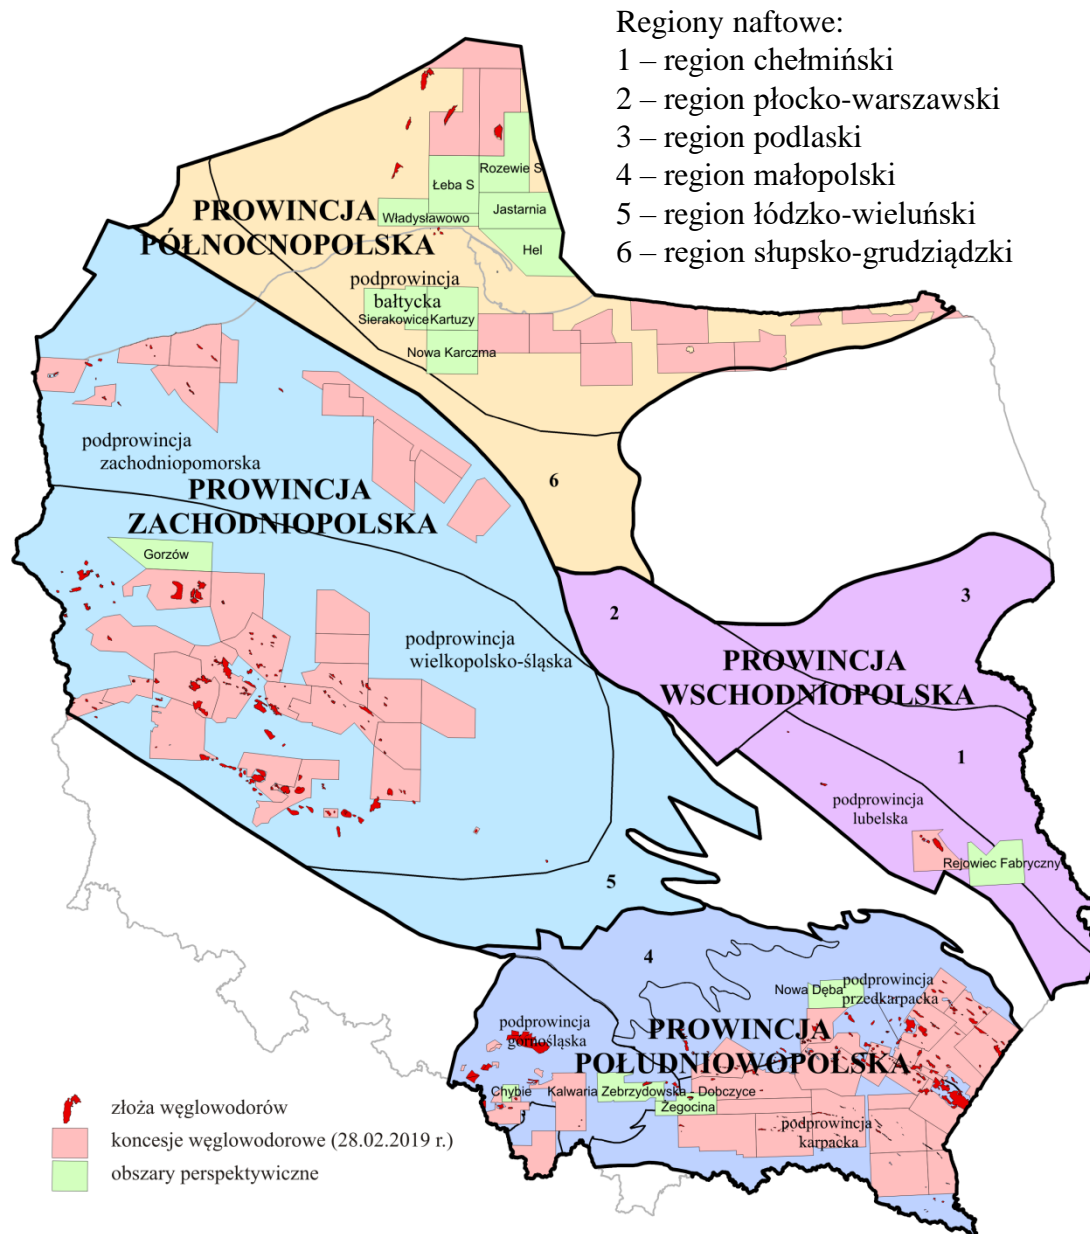 Regiony naftowe:
1 – region chełmiński
2 – region płocko-warszawski
3 – region podlaski
4 – region małopolski
5 – region łódzko-wieluński
6 – region słupsko-grudziądzki
Rozewie S
Łeba S
Jastarnia
Władysławowo
Hel
PROWINCJA
PÓŁNOCNOPOLSKA
podprowincja
bałtycka
Sierakowice
Kartuzy
Nowa Karczma
podprowincja
zachodniopomorska
6
PROWINCJA
ZACHODNIOPOLSKA
Gorzów
podprowincja
wielkopolsko-śląska
2
3
PROWINCJA
WSCHODNIOPOLSKA
1
podprowincja
lubelska
Rejowiec Fabryczny
5
4
Nowa Dęba
podprowincja
przedkarpacka
podprowincja
górnośląska
PROWINCJA
POŁUDNIOWOPOLSKA
Chybie
Kalwaria Zebrzydowska - Dobczyce
Żegocina
podprowincja
karpacka
złoża węglowodorów
koncesje węglowodorowe (28.02.2019 r.)
obszary perspektywiczne